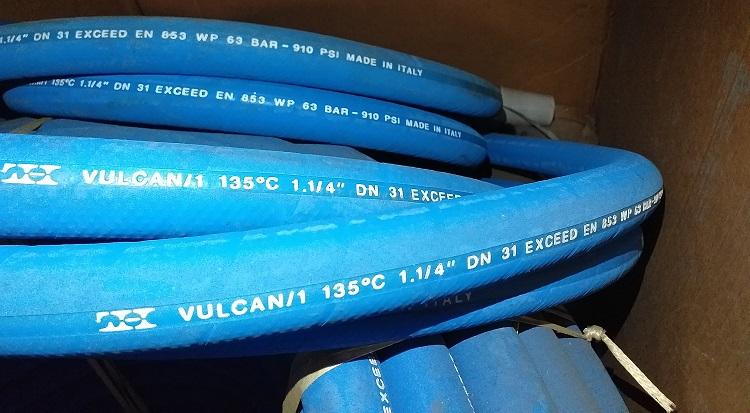 1.1/4" DN 31 EXCEED EN 853 WP 63 BAR - 910 PSI MADE IN ITALY
135°C 1.1/4" DN 31 EXCEED EN 853 WP 63 BAR - 910 PSI MADE IN ITALY
VULCAN/1 135°C 1.1/4" DN 31 EXCEED
VULCAN/1 135°C 1.1/4" DN 31 EXCEED EN 853 WP 63 BAR
ITALY
EXCEE